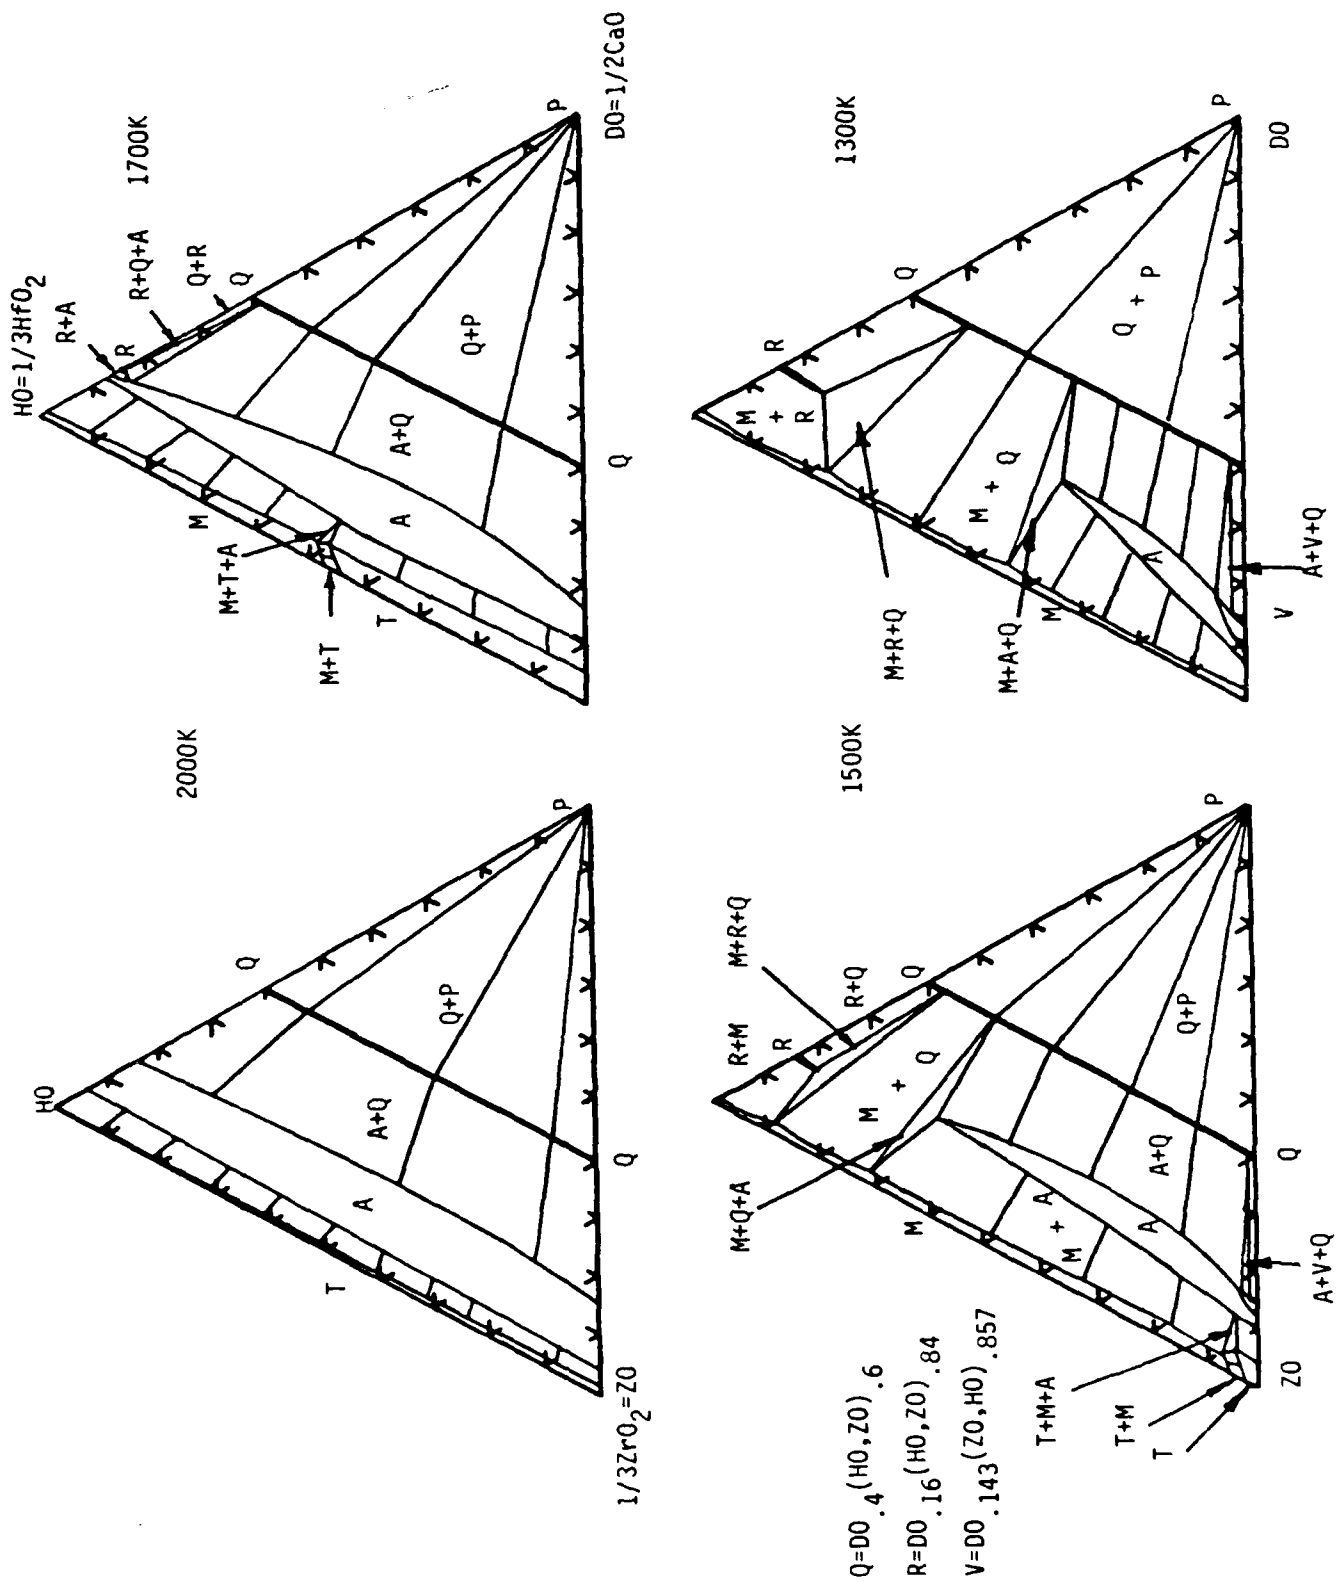 2000K
HO
Q
A+Q
Q+P
A
T
P
Q
1/3ZrO2=ZO
HO=1/3HfO2
1700K
R+A
R+Q+A
Q+R
R
Q
M
A+Q
Q+P
A
M+T+A
M+T
T
P
Q
DO=1/2CaO
1500K
R+M
R
M+R+Q
R+Q
Q
M + Q
M+Q+A
M
M + A
A
A+Q
Q+P
P
Q
A+V+Q
ZO
T+M+A
T+M
T
Q=DO.4(HO,ZO).6
R=DO.16(HO,ZO).84
V=DO.143(ZO,HO).857
1300K
M + R
R
Q
M + Q
Q + P
M+R+Q
M+A+Q
M
A
P
V
A+V+Q
DO